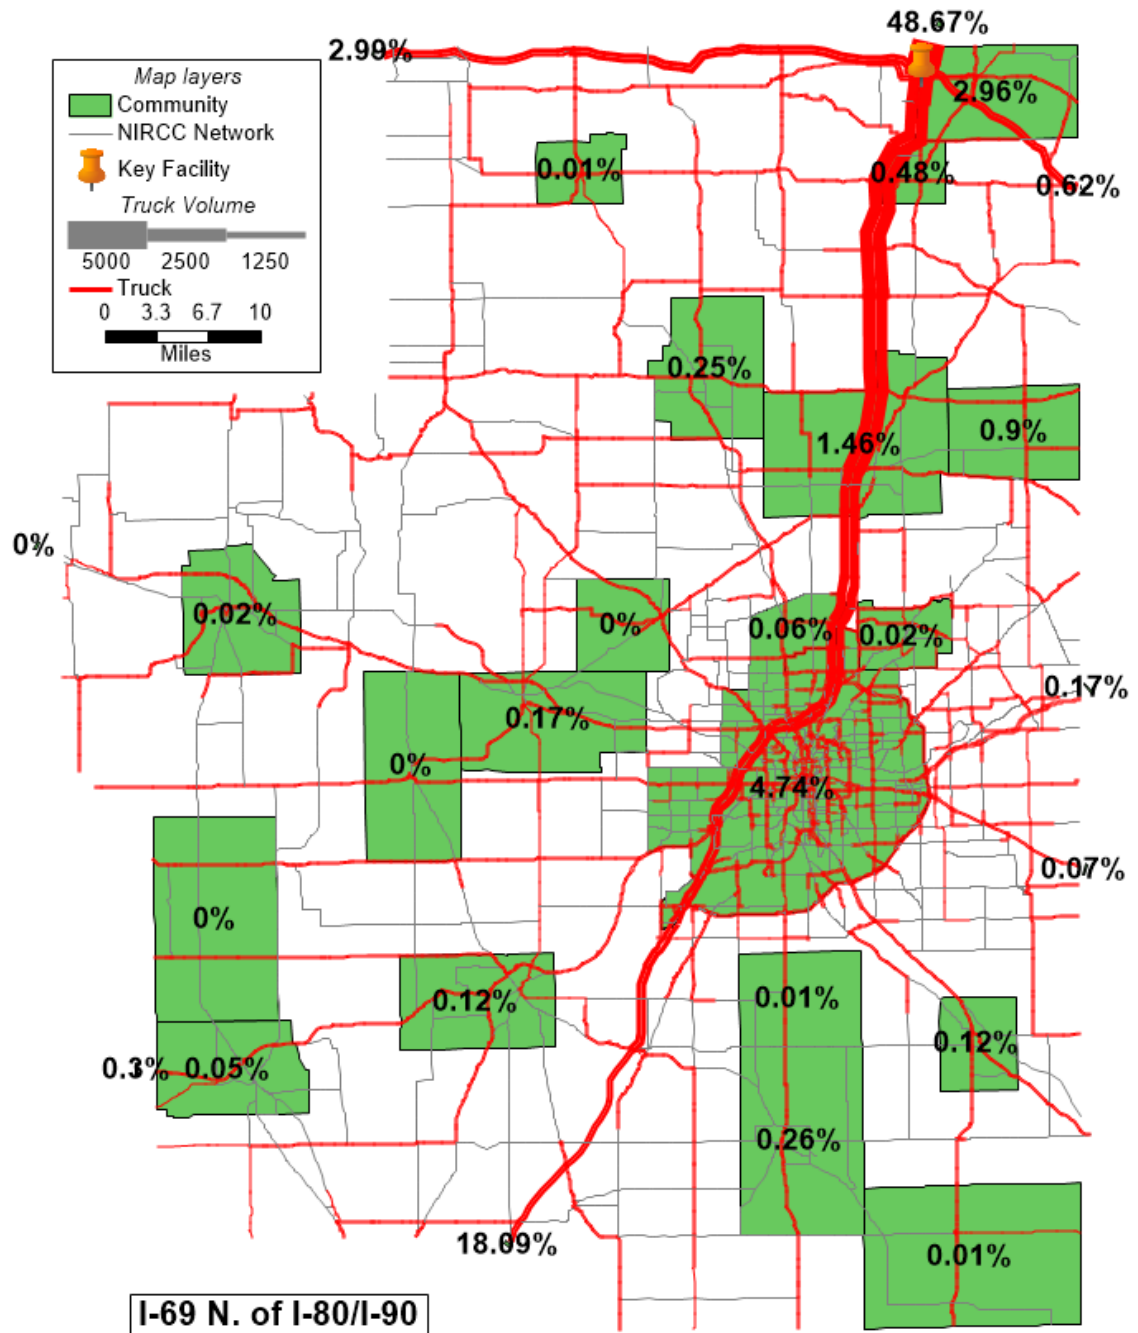 48.67%
2.99%
Map layers
Community
NIRCC Network
Key Facility
Truck Volume
5000 2500 1250
Truck
0 3.3 6.7 10
Miles
2.96%
0.01%
0.48%
0.62%
0.25%
1.46%
0.9%
0%
0.02%
0%
0.06%
0.02%
0.17%
0.17%
0%
4.74%
0.07%
0%
0.12%
0.01%
0.12%
0.3%
0.05%
0.26%
18.09%
0.01%
I-69 N. of I-80/I-90